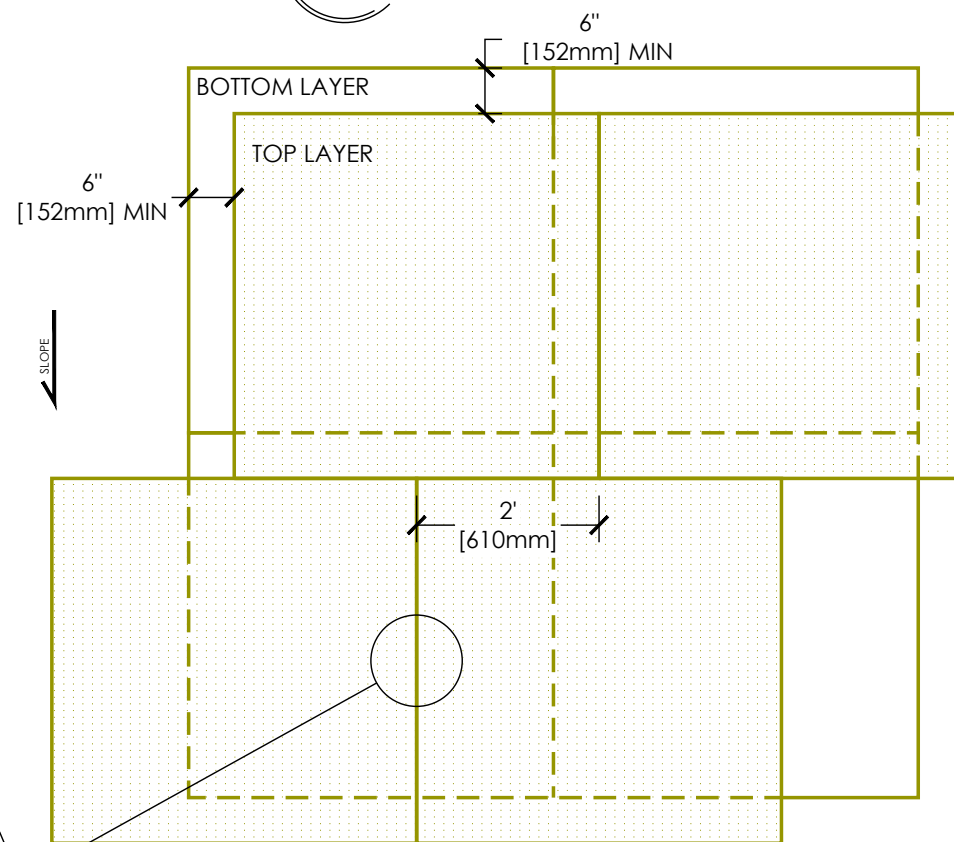 6"
[152mm] MIN
BOTTOM LAYER
TOP LAYER
6"
[152mm] MIN
SLOPE
2'
[610mm]